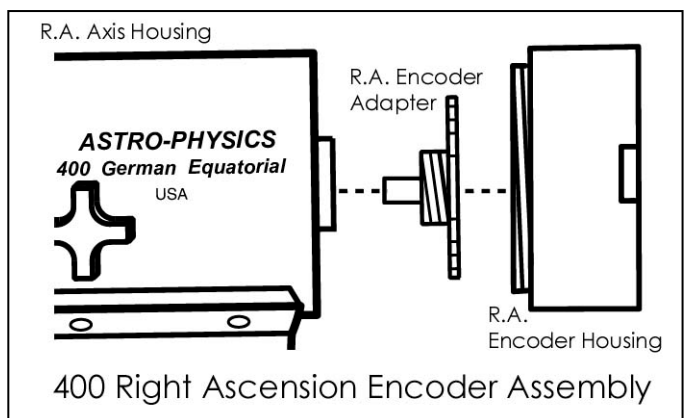 R.A. Axis Housing
R.A. Encoder
Adapter
ASTRO-PHYSICS
400 German Equatorial
USA
R.A.
Encoder Housing
400 Right Ascension Encoder Assembly